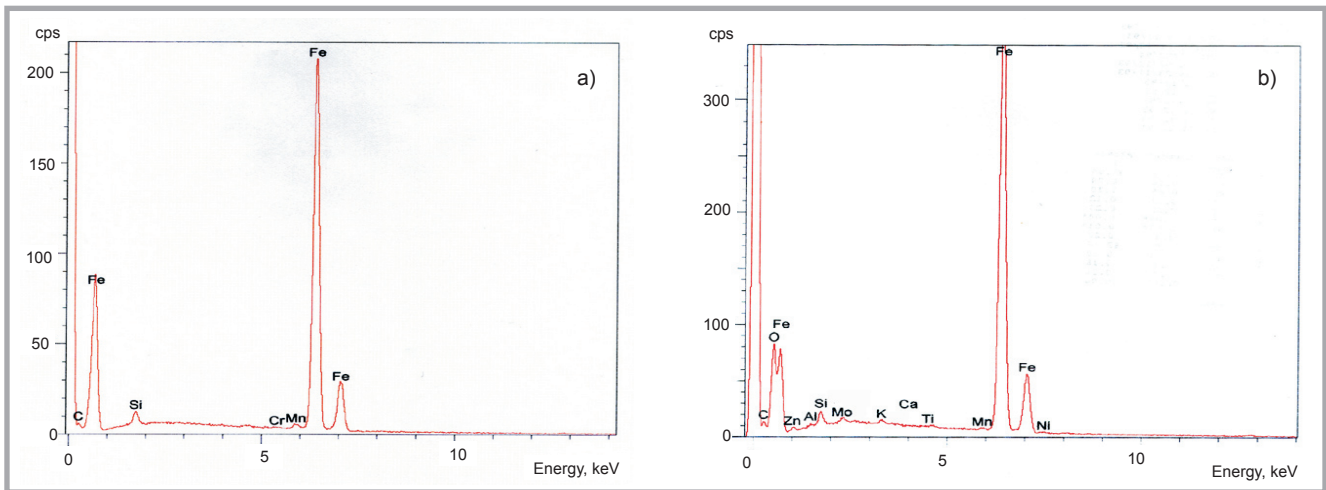 cps
a)
Fe
200
150
100
Fe
50
Si
Fe
C
Cr Mn
0
0 5 10
Energy, keV
cps
b)
Fe
300
200
100
Fe
O
Fe
C Zn Al Si Mo K Ca Ti Mn Ni
0
0 5 10
Energy, keV